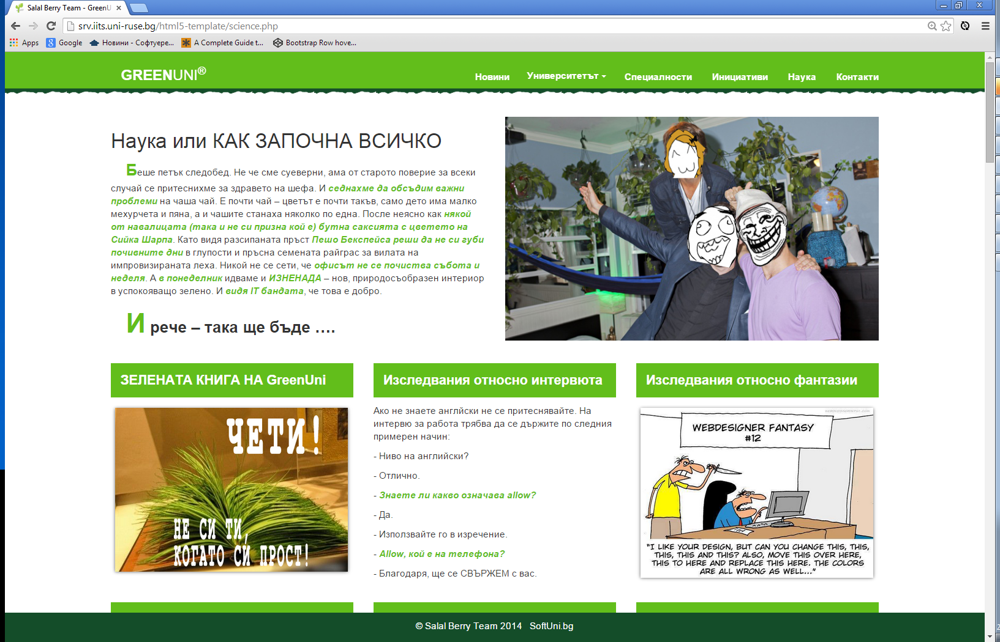 Salal Berry Team - GreenU
srv.iits.uni-ruse.bg/html5-template/science.php
Apps Google Новини - Софтуере... A Complete Guide t... Bootstrap Row hove...
GREENUNI® Новини Университетът Специалности Инициативи Наука Контакти
Наука или КАК ЗАПОЧНА ВСИЧКО
Беше петък следобед. Не че сме суеверни, ама от старото поверие за всеки
случай се притеснихме за здравето на шефа. И седнахме да обсъдим важни
проблеми на чаша чай. Е почти чай – цветът е почти такъв, само дето има малко
мехурчета и пяна, а и чашите станаха няколко по една. После неясно как някой
от навалицата (така и не си призна кой е) бутна саксията с цветето на
Сийка Шарпа. Като видя разсипаната пръст Пешо Бекспейса реши да не си губи
почивните дни в глупости и пръсна семената райграс за вилата на
импровизираната леха. Никой не се сети, че офисът не се почиства събота и
неделя. А в понеделник идваме и ИЗНЕНАДА – нов, природосъобразен интериор
в успокояващо зелено. И видя IT бандата, че това е добро.
И рече – така ще бъде ....
ЗЕЛЕНАТА КНИГА НА GreenUni
ЧЕТИ!
НЕ СИ ТИ,
КОГАТО СИ ПРОСТ!
Изследвания относно интервюта
Ако не знаете англйски не се притеснявайте. На
интервю за работа трябва да се държите по следния
примерен начин:
- Ниво на английски?
- Отлично.
- Знаете ли какво означава allow?
- Да.
- Използвайте го в изречение.
- Allow, кой е на телефона?
- Благодаря, ще се СВЪРЖЕМ с вас.
Изследвания относно фантазии
WEBDESIGNER FANTASY
#12
"I LIKE YOUR DESIGN, BUT CAN YOU CHANGE THIS, THIS,
THIS, THIS AND THIS? ALSO, MOVE THIS OVER HERE,
THIS TO HERE AND REPLACE THIS HERE. THE COLORS
ARE ALL WRONG AS WELL..."
© Salal Berry Team 2014 SoftUni.bg